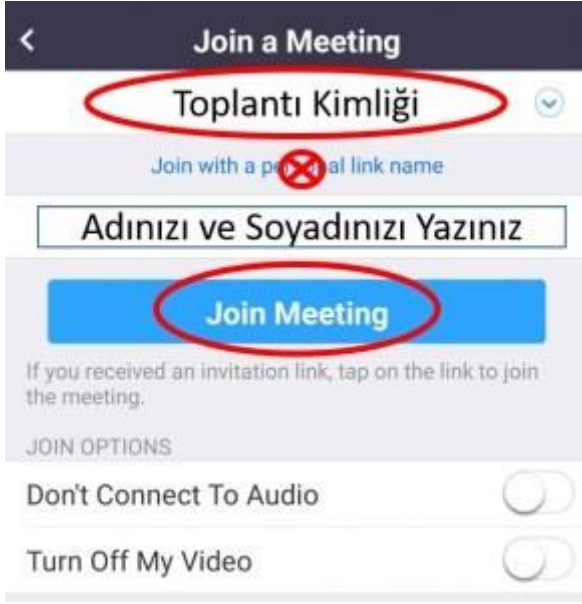 Join a Meeting
Toplantı Kimliği
Join with a pe al link name
Adınızı ve Soyadınızı Yazınız
Join Meeting
If you received an invitation link, tap on the link to join
the meeting.
JOIN OPTIONS
Don't Connect To Audio
Turn Off My Video